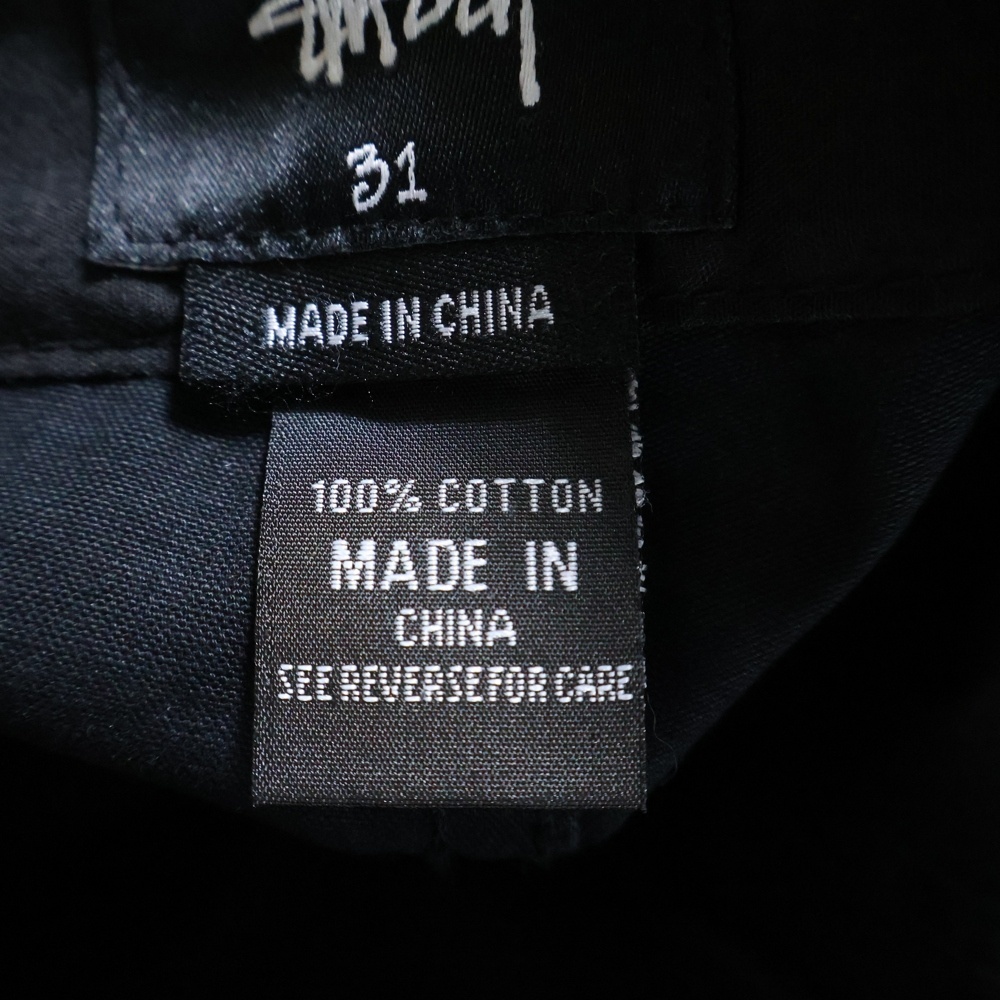 31
MADE IN CHINA
100% COTTON
MADE IN
CHINA
SEE REVERSE FOR CARE